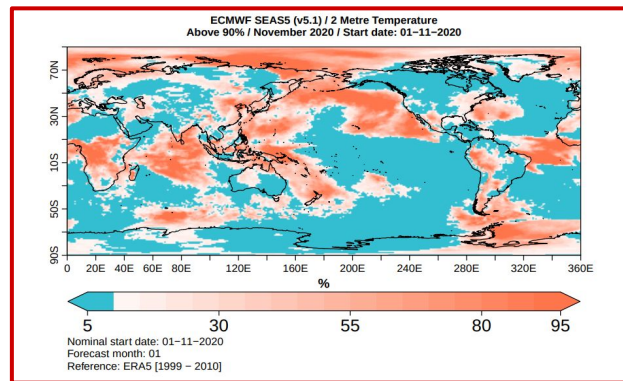 ECMWF SEAS5 (v5.1) / 2 Metre Temperature
Above 90% / November 2020 / Start date: 01−11−2020
70N
30N
10S
50S
90S
0 20E 40E 60E 80E 120E 160E 200E 240E 280E 320E 360E
%
5 30 55 80 95
Nominal start date: 01−11−2020
Forecast month: 01
Reference: ERA5 [1999 − 2010]